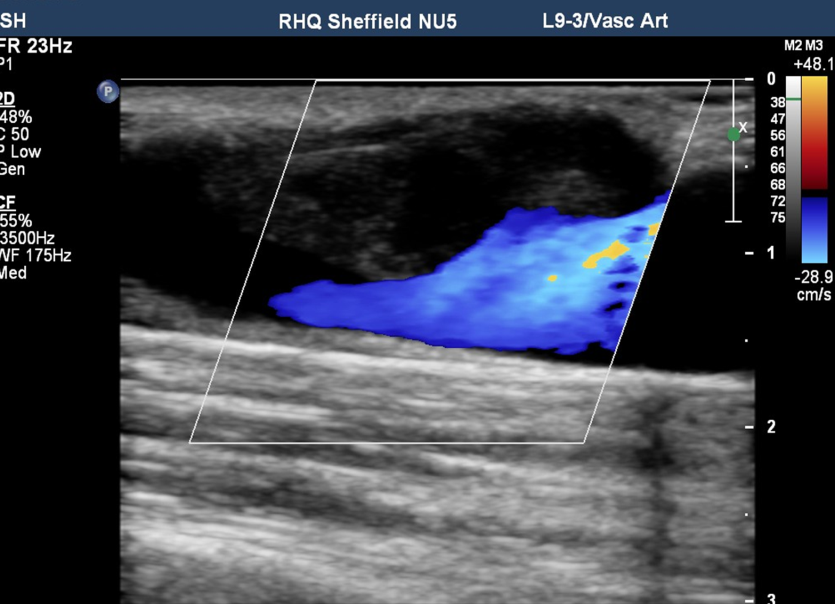 SH RHQ Sheffield NU5 L9-3/Vasc Art
FR 23Hz
P1
2D
48%
C 50
P Low
Gen
CF
55%
3500Hz
WF 175Hz
Med
P
M2 M3
+48.1
38
47
56
61
66
68
72
75
-28.9
cm/s
x
0
1
2
3